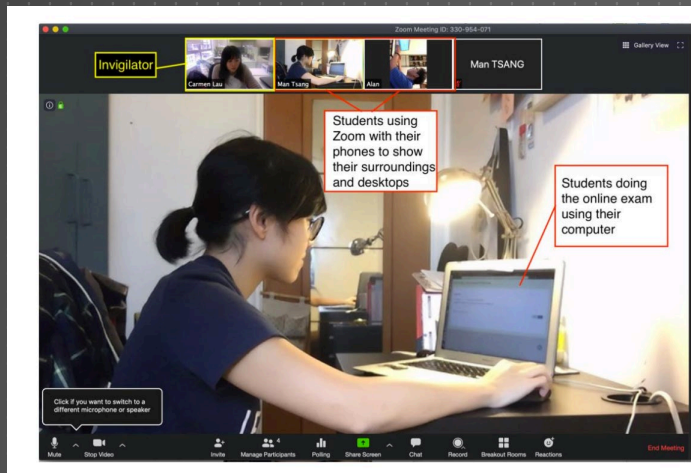 Zoom Meeting ID: 330-954-071
Gallery View
Invigilator
Carmen Lau
Man Tsang
Alan
Man TSANG
Students using
Zoom with their
phones to show
their surroundings
and desktops
Students doing
the online exam
using their
computer
Click if you want to switch to a
different microphone or speaker
Mute
Stop Video
Invite
4
Manage Participants
Polling
Share Screen
Chat
Record
Breakout Rooms
Reactions
End Meeting